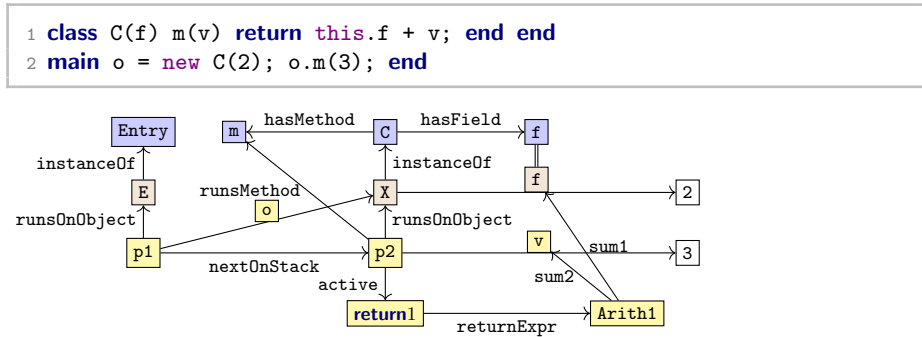 1 class C(f) m(v) return this.f + v; end end
2 main o = new C(2); o.m(3); end
Entry m hasMethod C hasField f
instanceOf instanceOf
E runsMethod X f 2
runsOnObject o runsOnObject
p1 nextOnStack p2 v sum1 3
active sum2
return1 returnExpr Arith1